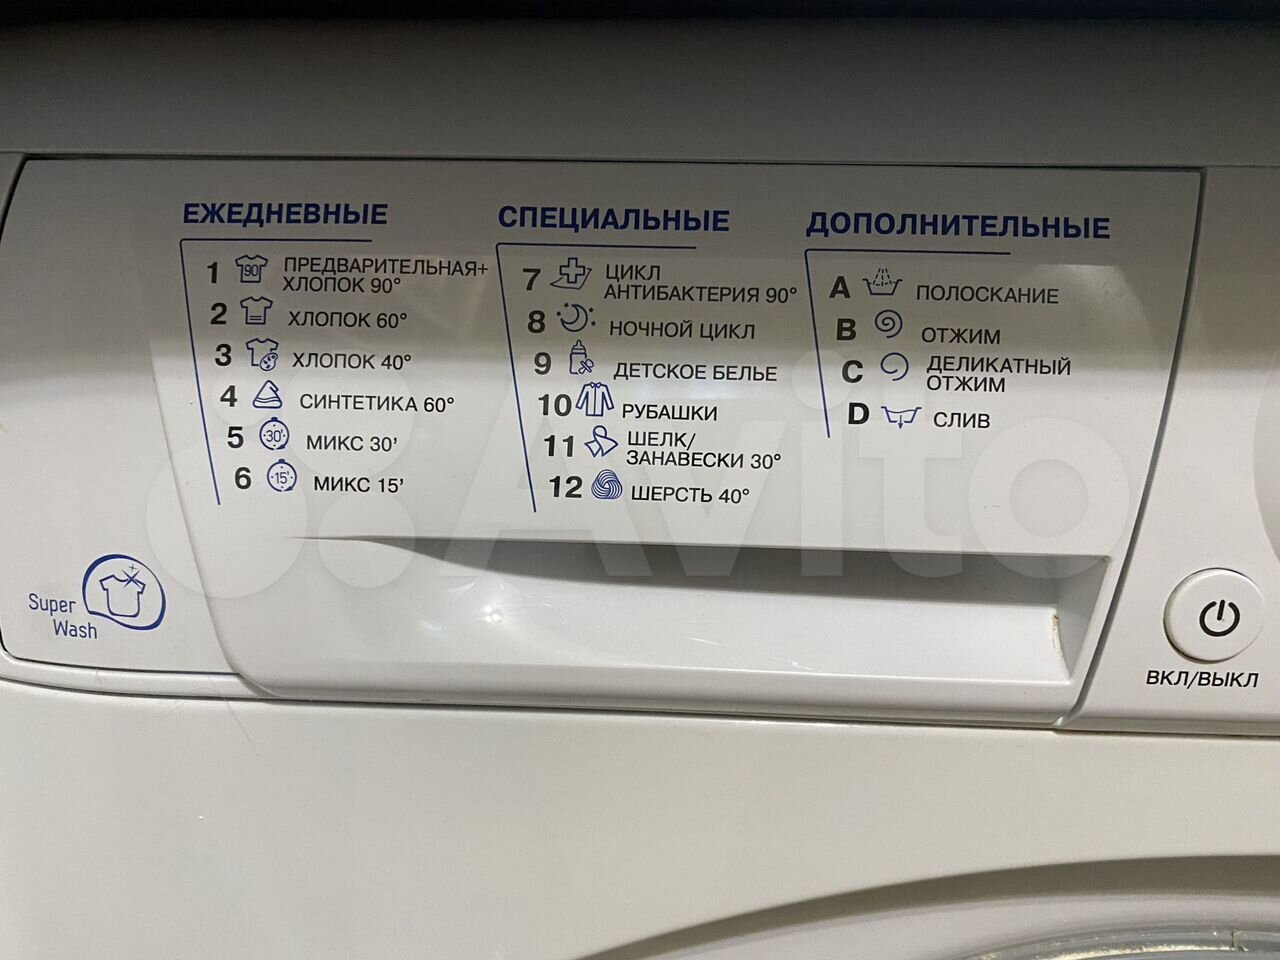 ЕЖЕДНЕВНЫЕ
1 90 ПРЕДВАРИТЕЛЬНАЯ+
ХЛОПОК 90°
2 ХЛОПОК 60°
3 ХЛОПОК 40°
4 СИНТЕТИКА 60°
5 30' МИКС 30’
6 15' МИКС 15’
СПЕЦИАЛЬНЫЕ
7 ЦИКЛ
АНТИБАКТЕРИЯ 90°
8 НОЧНОЙ ЦИКЛ
9 ДЕТСКОЕ БЕЛЬЕ
10 РУБАШКИ
11 ШЕЛК/
ЗАНАВЕСКИ 30°
12 ШЕРСТЬ 40°
ДОПОЛНИТЕЛЬНЫЕ
A ПОЛОСКАНИЕ
B ОТЖИМ
C ДЕЛИКАТНЫЙ
ОТЖИМ
D СЛИВ
Super
Wash
ВКЛ/ВЫКЛ
Avito